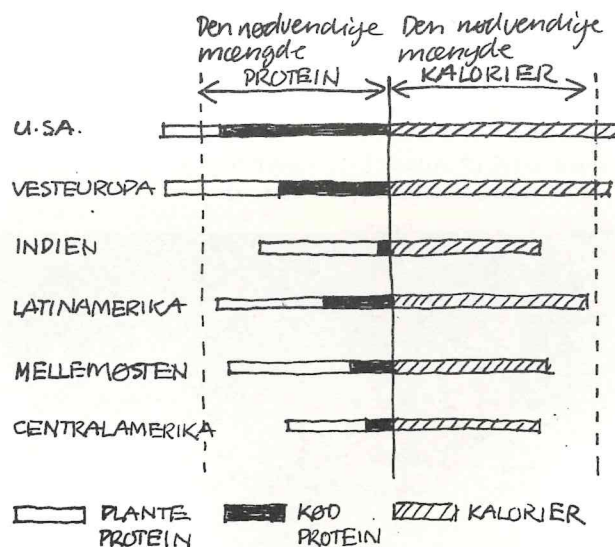 Den nødvendige mængde
PROTEIN
Den nødvendige mængde
KALORIER
U.S.A.
VESTEUROPA
INDIEN
LATINAMERIKA
MELLEMØSTEN
CENTRALAMERIKA
PLANTE
PROTEIN
KØD
PROTEIN
KALORIER